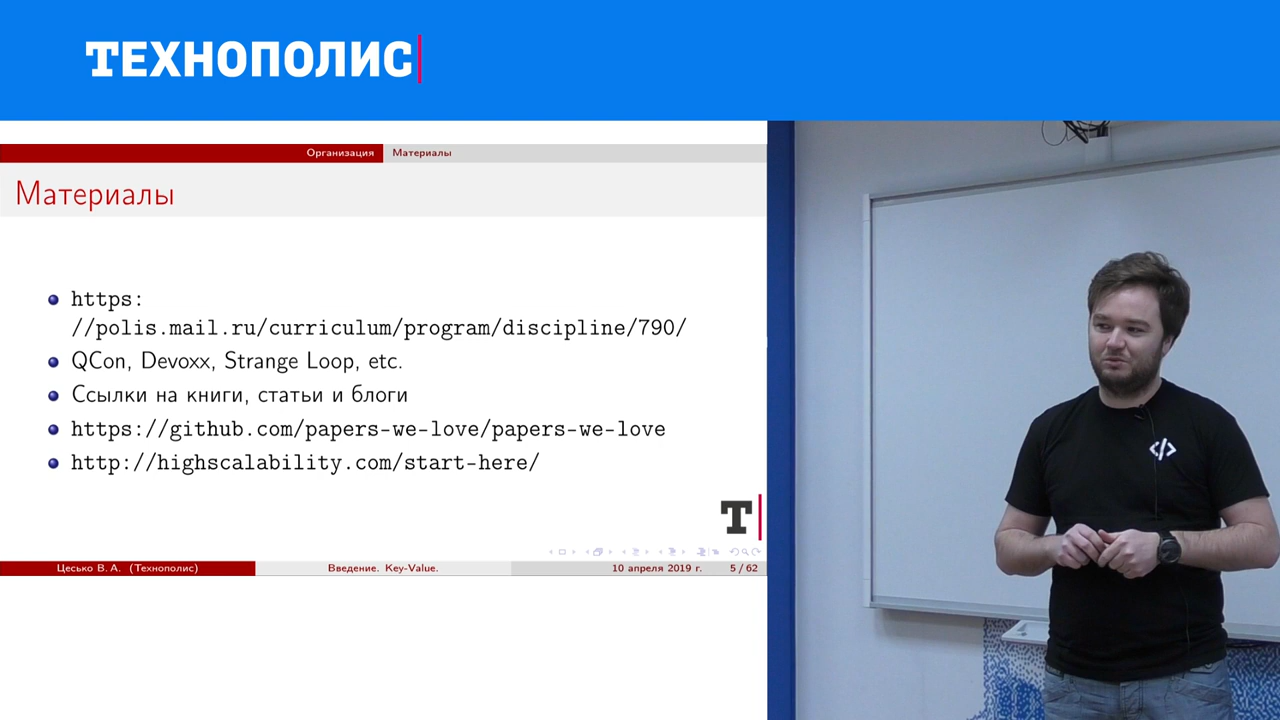 ТЕХНОПОЛИС
Организация Материалы
Материалы
https:
//polis.mail.ru/curriculum/program/discipline/790/
QCon, Devoxx, Strange Loop, etc.
Ссылки на книги, статьи и блоги
https://github.com/papers-we-love/papers-we-love
http://highscalability.com/start-here/
Т
Цесько В. А. (Технополис) Введение. Key-Value. 10 апреля 2019 г. 5 / 62